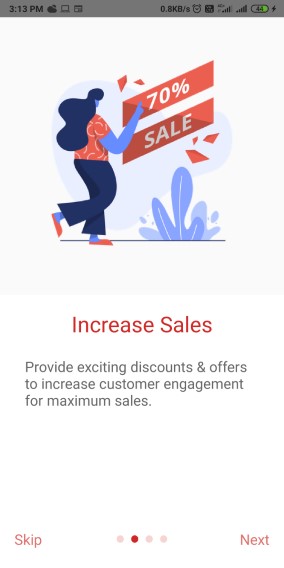 3:13 PM
0.8KB/s
44
70%
SALE
Increase Sales
Provide exciting discounts & offers
to increase customer engagement
for maximum sales.
Skip
Next